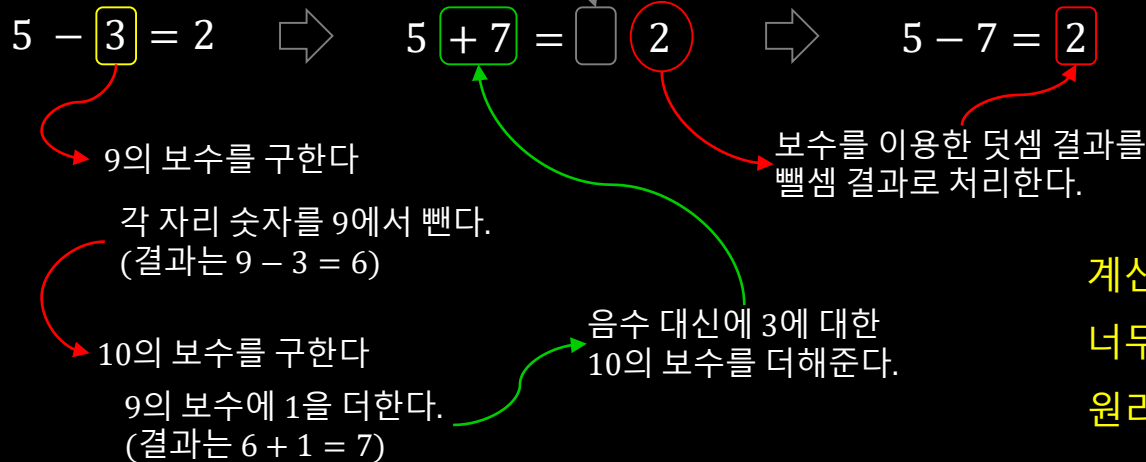 5 − 3 = 2
5 + 7 = 2
5 − 7 = 2
9의 보수를 구한다
각 자리 숫자를 9에서 뺀다.
(결과는 9 − 3 = 6)
10의 보수를 구한다
9의 보수에 1을 더한다.
(결과는 6 + 1 = 7)
음수 대신에 3에 대한
10의 보수를 더해준다.
보수를 이용한 덧셈 결과를
뺄셈 결과로 처리한다.
너무